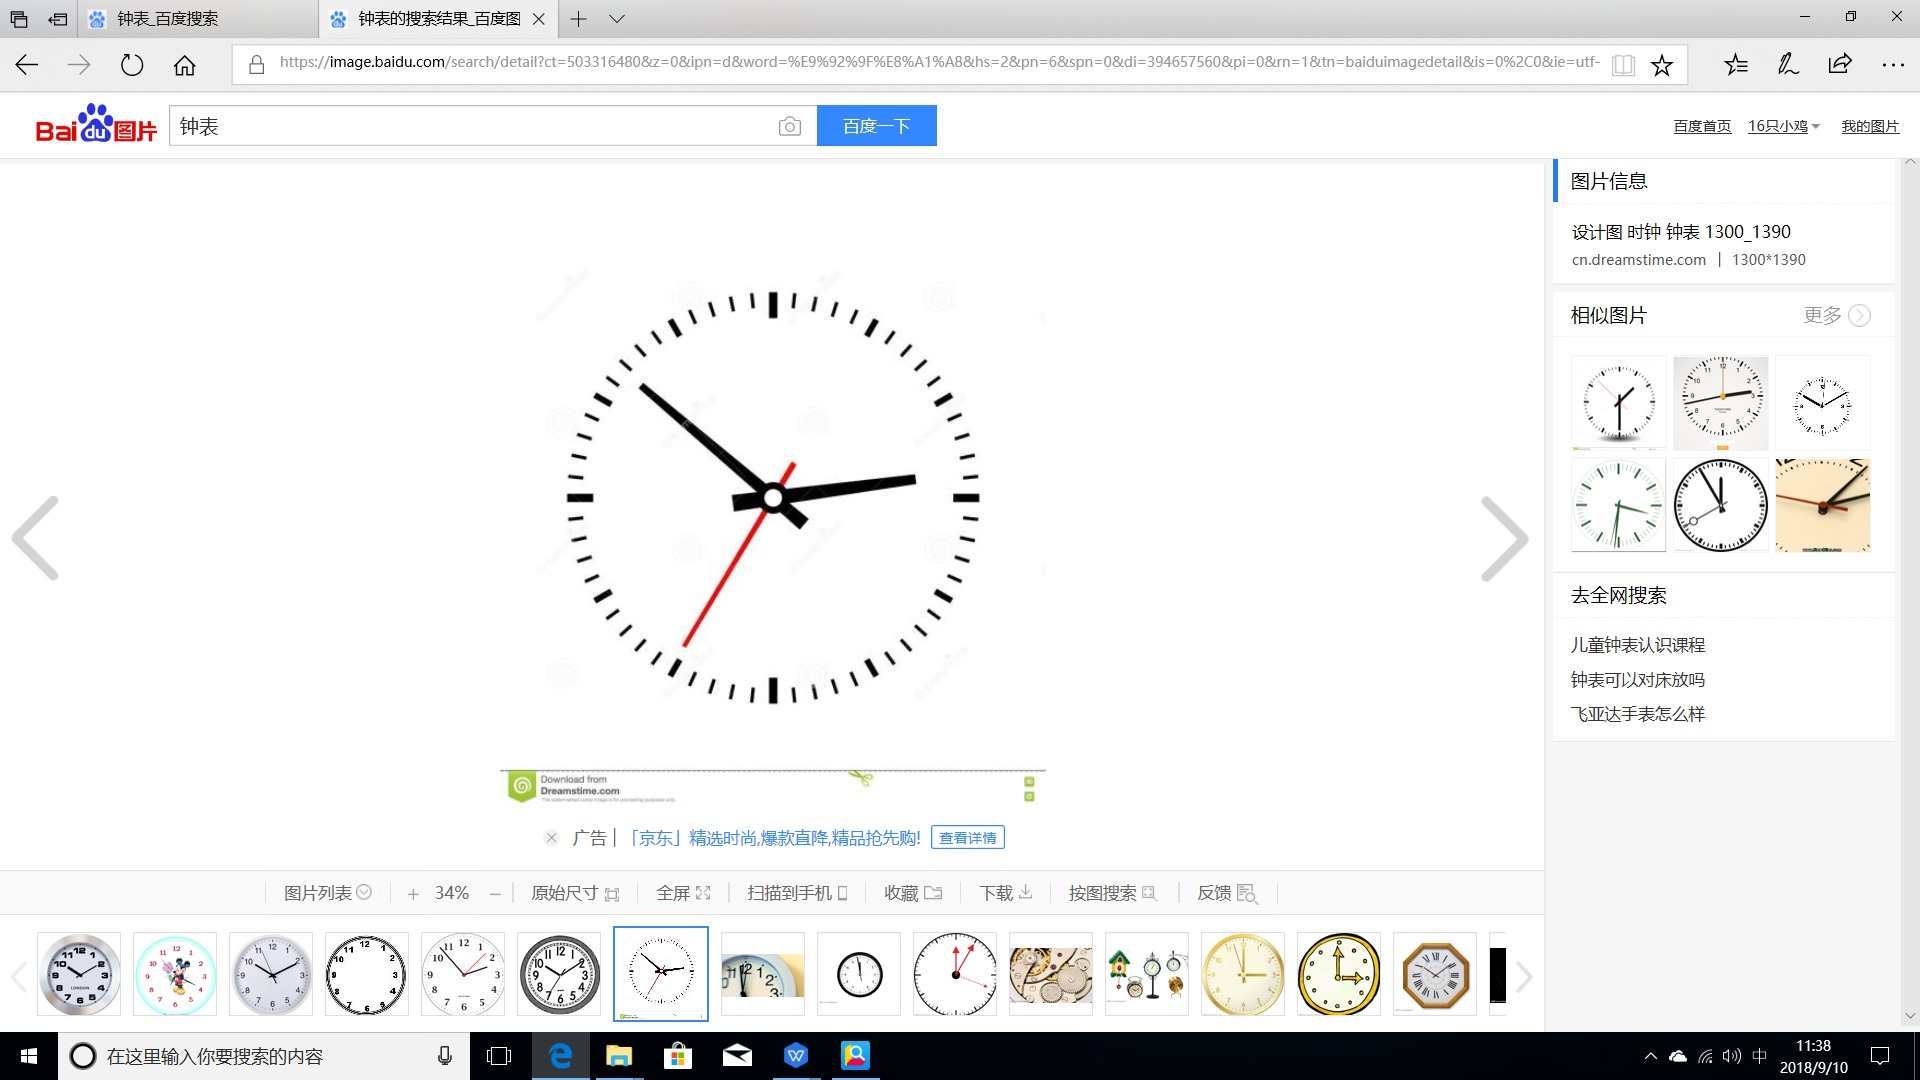 钟表_百度搜索
钟表的搜索结果_百度图
https://image.baidu.com/search/detail?ct=503316480&z=0&ipn=d&word=%E9%92%9F%E8%A1%A8&hs=2&pn=6&spn=0&di=394657560&pi=0&rn=1&tn=baiduimagedetail&is=0%2C0&ie=utf-
Bai du 图片
钟表
百度一下
百度首页
16只小鸡
我的图片
图片信息
设计图 时钟 钟表 1300_1390
cn.dreamstime.com | 1300*1390
相似图片
更多
去全网搜索
儿童钟表认识课程
钟表可以对床放吗
飞亚达手表怎么样
Download from
Dreamstime.com
广告 | 「京东」精选时尚,爆款直降,精品抢先购!
查看详情
图片列表
+ 34% −
原始尺寸
全屏
扫描到手机
收藏
下载
按图搜索
反馈
在这里输入你要搜索的内容
中
11:38
2018/9/10